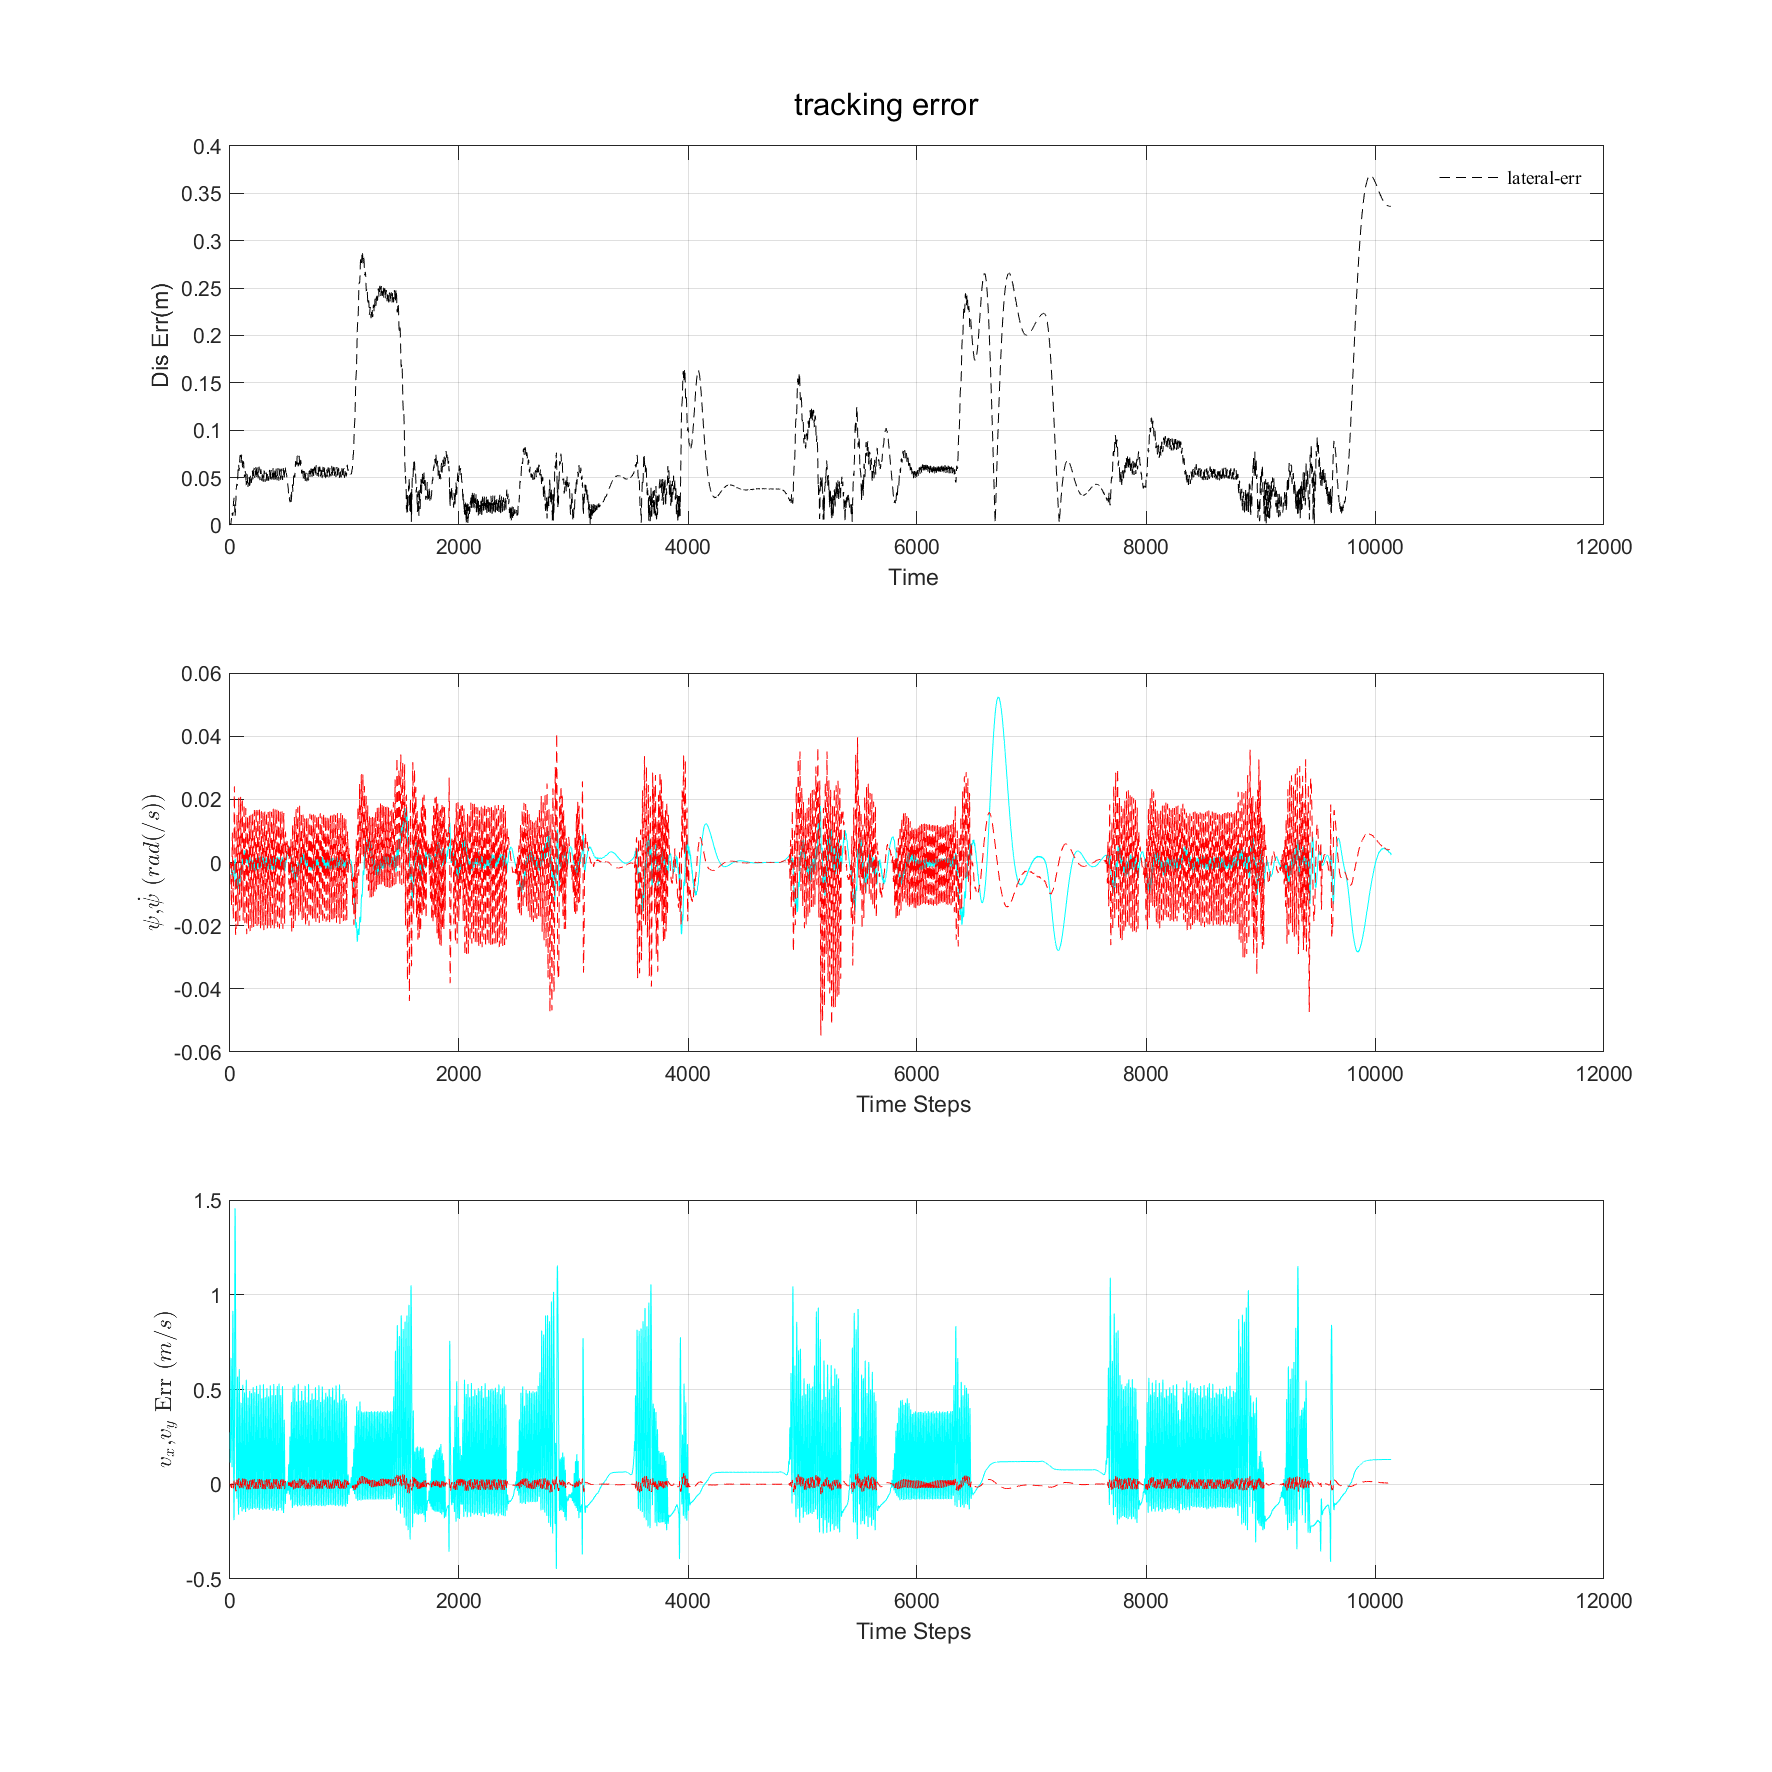 tracking error
0.4
0.35
0.3
0.25
0.2
0.15
0.1
0.05
0
Dis Err(m)
lateral-err
0 2000 4000 6000 8000 10000 12000
Time
0.06
0.04
0.02
0
-0.02
-0.04
-0.06
ψ,ψ̇ (rad(/s))
0 2000 4000 6000 8000 10000 12000
Time Steps
1.5
1
0.5
0
-0.5
v_x,v_y Err (m/s)
0 2000 4000 6000 8000 10000 12000
Time Steps